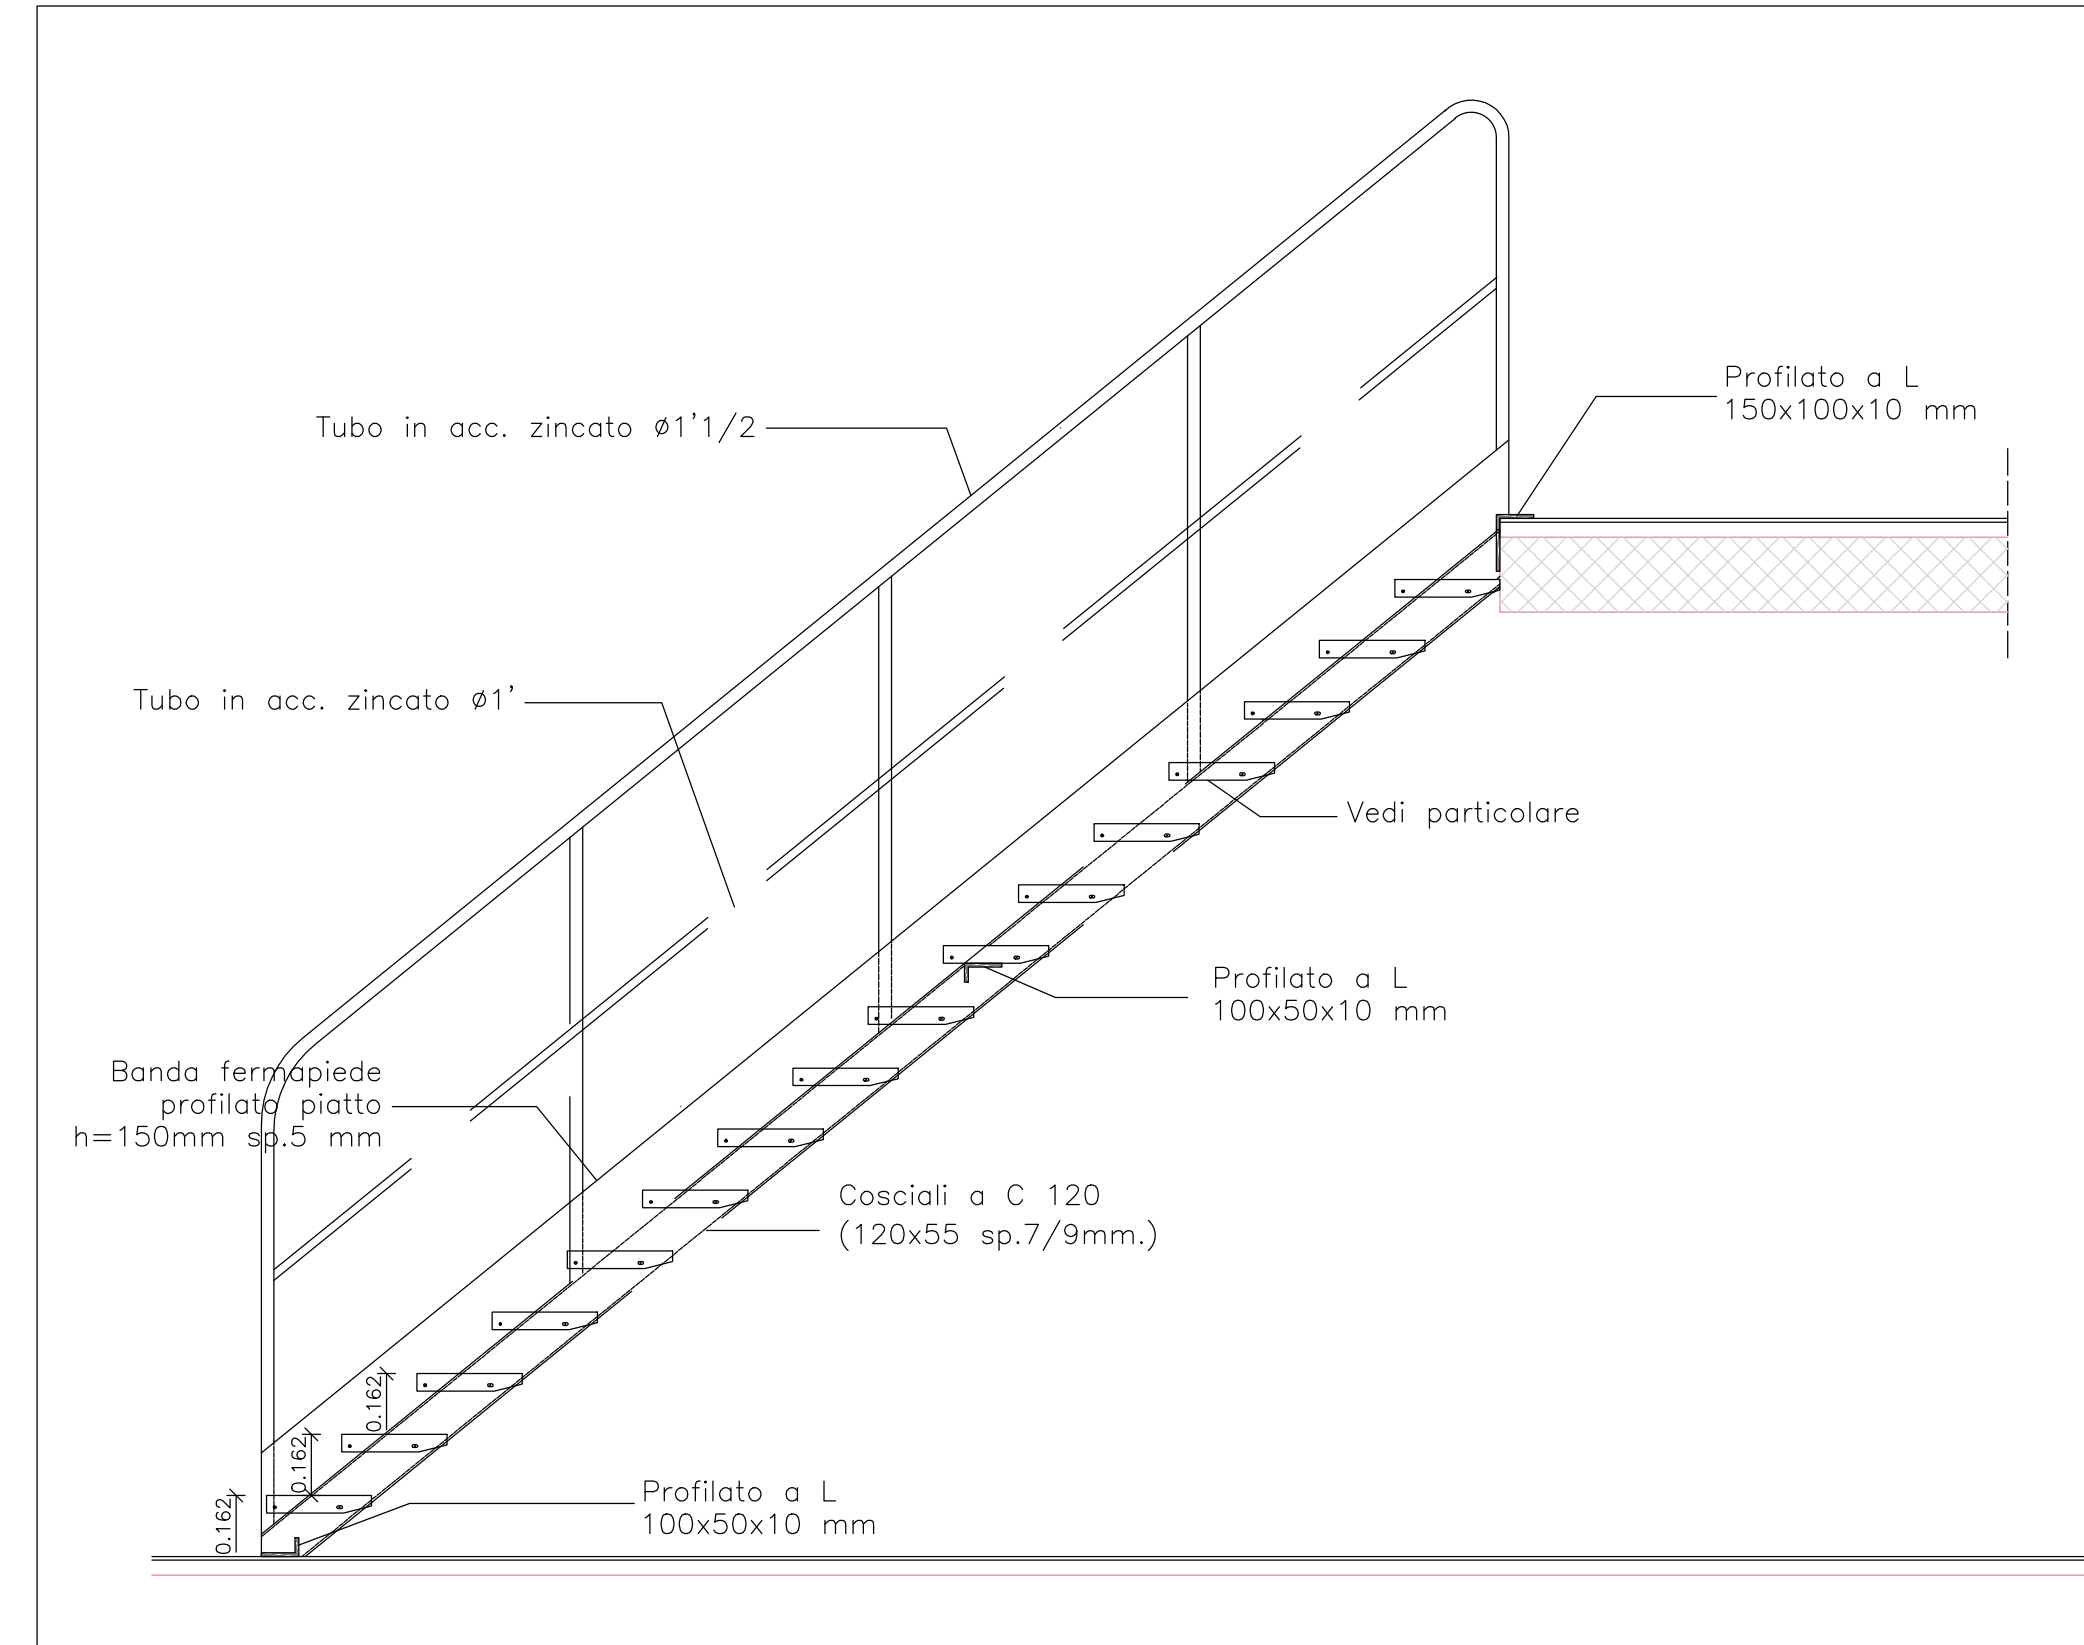 Profilato a L
150x100x10 mm
Tubo in acc. zincato ø1'1/2
Tubo in acc. zincato ø1'
Vedi particolare
Profilato a L
100x50x10 mm
Banda fermapiede
profilato piatto
h=150mm sp.5 mm
Cosciali a C 120
(120x55 sp.7/9mm.)
0.162
0.162
0.162
Profilato a L
100x50x10 mm